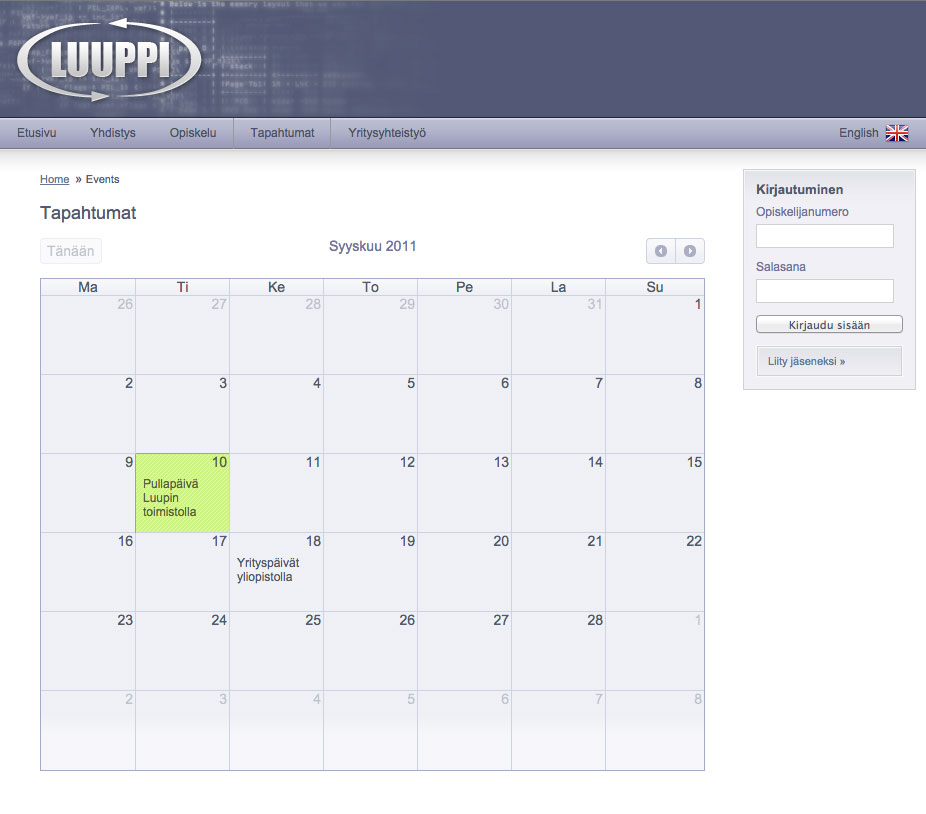 LUUPPI
Etusivu Yhdistys Opiskelu Tapahtumat Yritysyhteistyö English
Home » Events
Tapahtumat
Tänään Syyskuu 2011
Ma Ti Ke To Pe La Su
26 27 28 29 30 31 1
2 3 4 5 6 7 8
9 10 11 12 13 14 15
Pullapäivä
Luupin
toimistolla
16 17 18 19 20 21 22
Yrityspäivät
yliopistolla
23 24 25 26 27 28 1
2 3 4 5 6 7 8
Kirjautuminen
Opiskelijanumero
Salasana
Kirjaudu sisään
Liity jäseneksi »